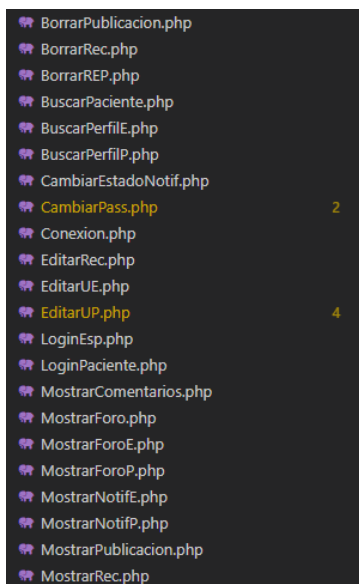 BorrarPublicacion.php
BorrarRec.php
BorrarREP.php
BuscarPaciente.php
BuscarPerfilE.php
BuscarPerfilP.php
CambiarEstadoNotif.php
CambiarPass.php 2
Conexion.php
EditarRec.php
EditarUE.php
EditarUP.php 4
LoginEsp.php
LoginPaciente.php
MostrarComentarios.php
MostrarForo.php
MostrarForoE.php
MostrarForoP.php
MostrarNotifE.php
MostrarNotifP.php
MostrarPublicacion.php
MostrarRec.php